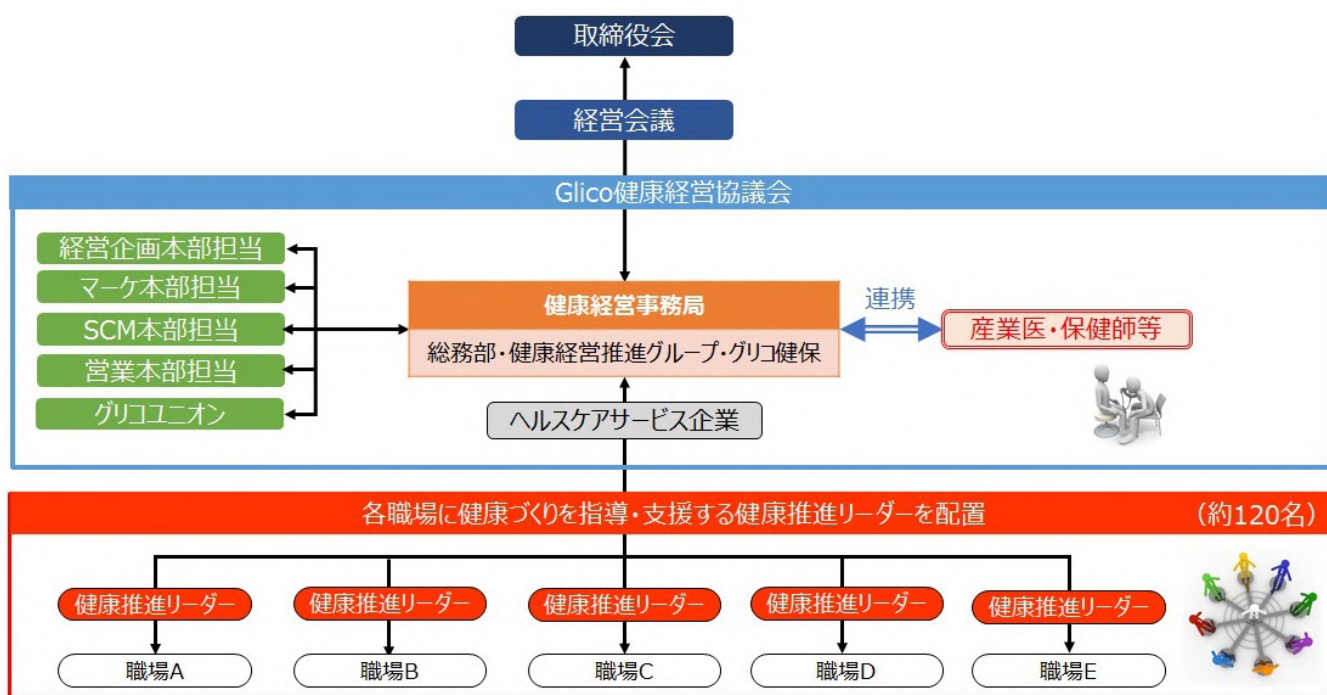 取締役会
経営会議
Glico健康経営協議会
経営企画本部担当
マーケ本部担当
SCM本部担当
営業本部担当
グリコユニオン
健康経営事務局
総務部・健康経営推進グループ・グリコ健保
連携
産業医・保健師等
ヘルスケアサービス企業
各職場に健康づくりを指導・支援する健康推進リーダーを配置 (約120名)
健康推進リーダー 健康推進リーダー 健康推進リーダー 健康推進リーダー 健康推進リーダー
職場A 職場B 職場C 職場D 職場E